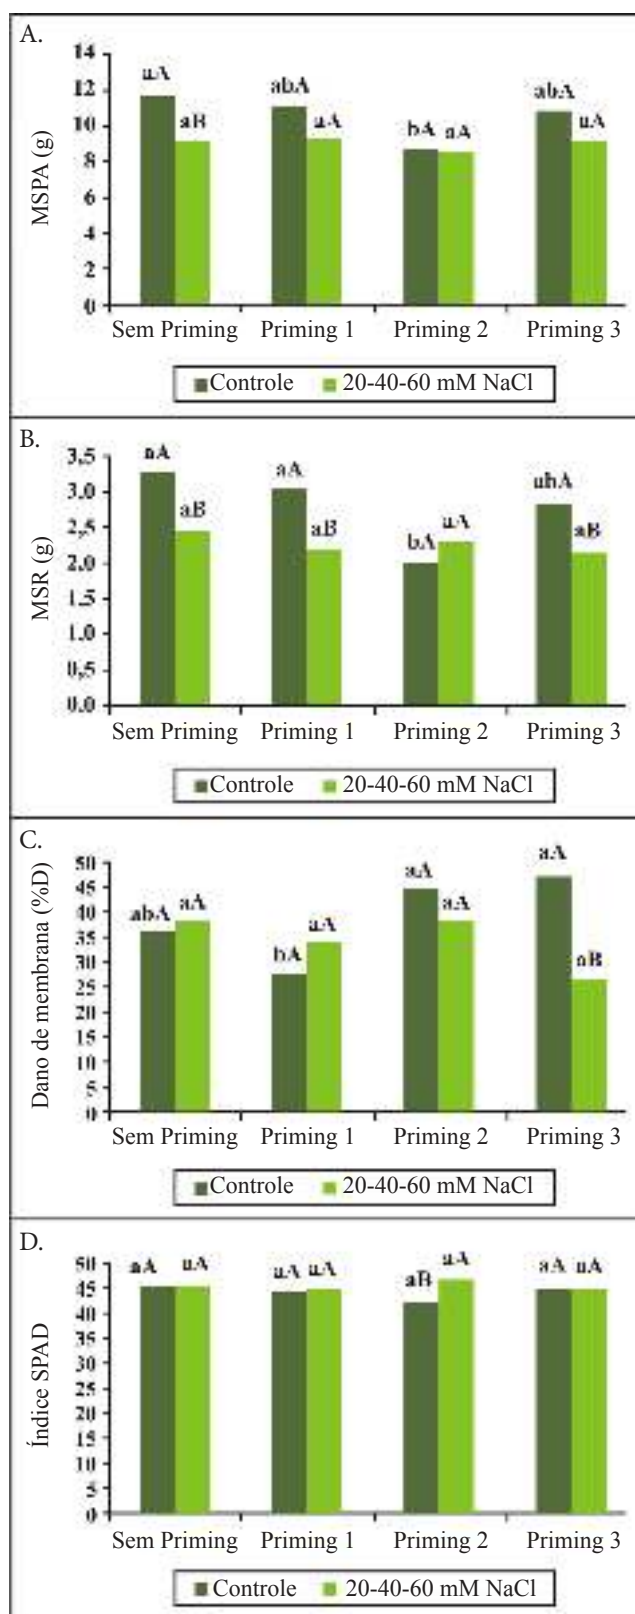 A.
MSPA (g)
14
12
10
8
6
4
2
0
aA
aB
abA
aA
bA
aA
abA
aA
Sem Priming Priming 1 Priming 2 Priming 3
Controle 20-40-60 mM NaCl
B.
MSR (g)
3,5
3.0
2,5
2.0
1,5
1.0
0,5
0.0
aA
aB
aA
aB
bA
aA
abA
aB
Sem Priming Priming 1 Priming 2 Priming 3
Controle 20-40-60 mM NaCl
C.
Dano de membrana (%D)
50
45
40
35
30
25
20
15
10
5
0
abA
aA
bA
aA
aA
aA
aA
aB
Sem Priming Priming 1 Priming 2 Priming 3
Controle 20-40-60 mM NaCl
D.
Índice SPAD
50
45
40
35
30
25
20
15
10
5
0
aA
aA
aA
aA
aB
aA
aA
aA
Sem Priming Priming 1 Priming 2 Priming 3
Controle 20-40-60 mM NaCl